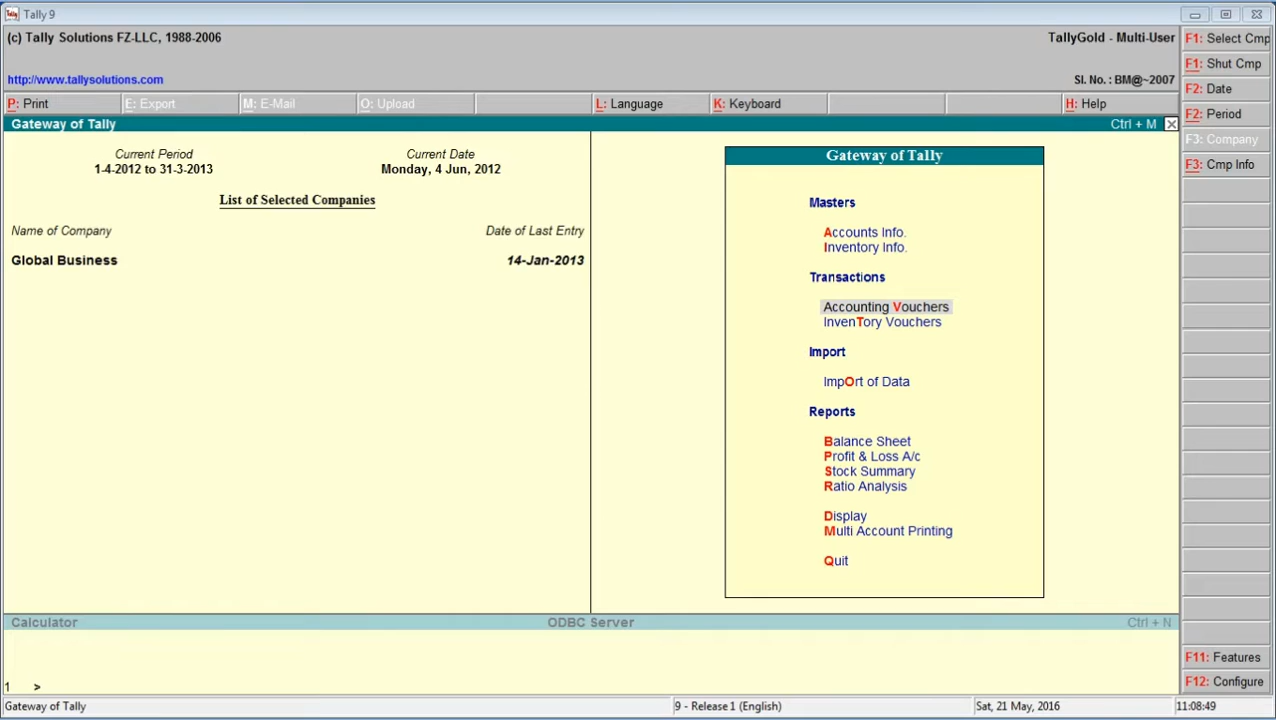 Tally 9
(c) Tally Solutions FZ-LLC, 1988-2006
TallyGold - Multi-User
http://www.tallysolutions.com
Sl. No. : BM@~2007
P: Print
E: Export
M: E-Mail
O: Upload
L: Language
K: Keyboard
H: Help
Gateway of Tally
Ctrl + M
Current Period
1-4-2012 to 31-3-2013
Current Date
Monday, 4 Jun, 2012
List of Selected Companies
Name of Company
Date of Last Entry
Global Business
14-Jan-2013
Gateway of Tally
Masters
Accounts Info.
Inventory Info.
Transactions
Accounting Vouchers
InvenTory Vouchers
Import
ImpOrt of Data
Reports
Balance Sheet
Profit & Loss A/c
Stock Summary
Ratio Analysis
Display
Multi Account Printing
Quit
F1: Select Cmp
F1: Shut Cmp
F2: Date
F2: Period
F3: Company
F3: Cmp Info
F11: Features
F12: Configure
Calculator
ODBC Server
Ctrl + N
1 >
Gateway of Tally
9 - Release 1 (English)
Sat, 21 May, 2016
11:08:49